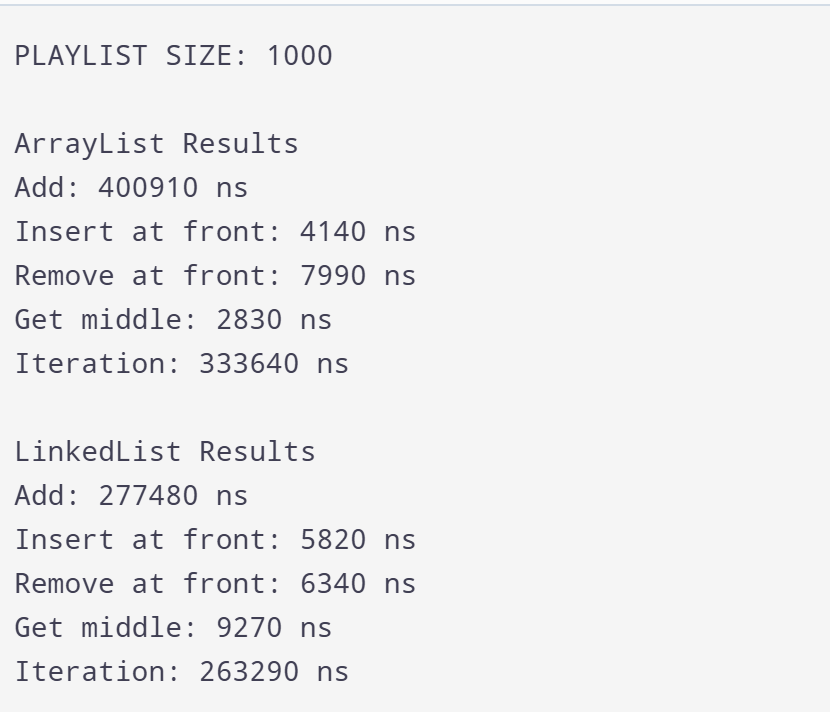 PLAYLIST SIZE: 1000
ArrayList Results
Add: 400910 ns
Insert at front: 4140 ns
Remove at front: 7990 ns
Get middle: 2830 ns
Iteration: 333640 ns
LinkedList Results
Add: 277480 ns
Insert at front: 5820 ns
Remove at front: 6340 ns
Get middle: 9270 ns
Iteration: 263290 ns